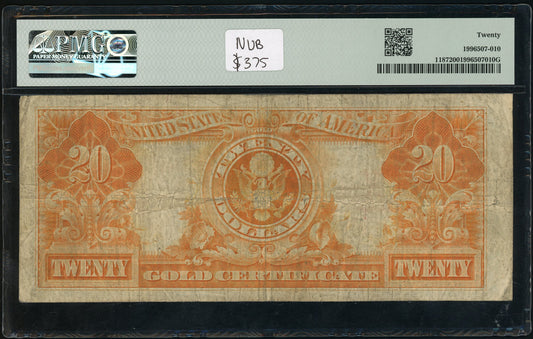 PMG
PAPER MONEY GUARANTY
NUB
$375
Twenty
1996507-010
11872001996507010G
UNITED STATES OF AMERICA
20
TWENTY
DOLLARS
20
TWENTY
GOLD CERTIFICATE
TWENTY